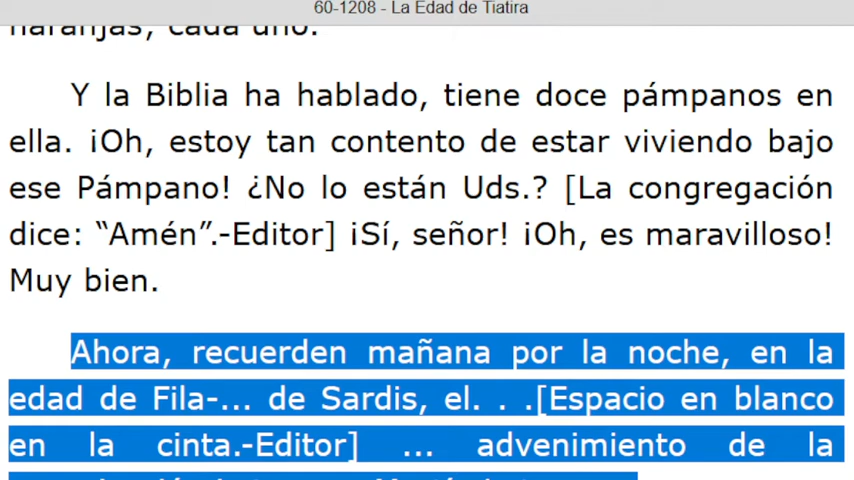 60-1208 - La Edad de Tiatira
naranjas, cada uno.
Y la Biblia ha hablado, tiene doce pámpanos en
ella. ¡Oh, estoy tan contento de estar viviendo bajo
ese Pámpano! ¿No lo están Uds.? [La congregación
dice: “Amén”.-Editor] ¡Sí, señor! ¡Oh, es maravilloso!
Muy bien.
Ahora, recuerden mañana por la noche, en la
edad de Fila-... de Sardis, el. . .[Espacio en blanco
en la cinta.-Editor] ... advenimiento de la